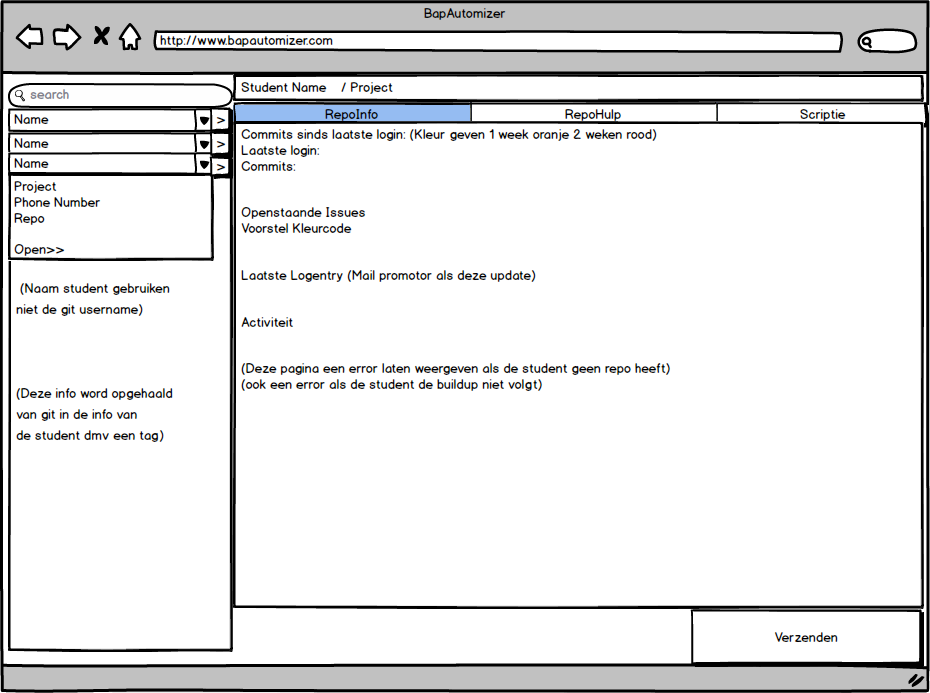 BapAutomizer
http://www.bapautomizer.com
search
Name
>
Name
>
Name
>
Project
Phone Number
Repo
Open>>
(Naam student gebruiken
niet de git username)
(Deze info word opgehaald
van git in de info van
de student dmv een tag)
Student Name / Project
RepoInfo RepoHulp Scriptie
Commits sinds laatste login: (Kleur geven 1 week oranje 2 weken rood)
Laatste login:
Commits:
Openstaande Issues
Voorstel Kleurcode
Laatste Logentry (Mail promotor als deze update)
Activiteit
(Deze pagina een error laten weergeven als de student geen repo heeft)
(ook een error als de student de buildup niet volgt)
Verzenden